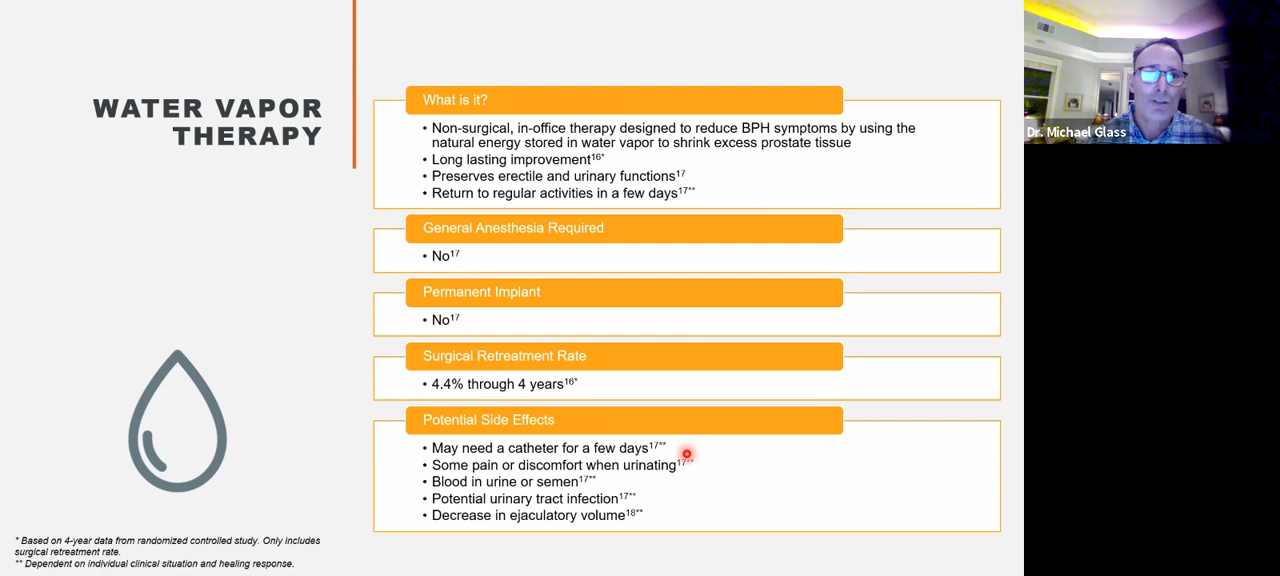 WATER VAPOR
THERAPY
What is it?
• Non-surgical, in-office therapy designed to reduce BPH symptoms by using the
natural energy stored in water vapor to shrink excess prostate tissue
• Long lasting improvement16*
• Preserves erectile and urinary functions17
• Return to regular activities in a few days17**
General Anesthesia Required
• No17
Permanent Implant
• No17
Surgical Retreatment Rate
• 4.4% through 4 years16*
Potential Side Effects
• May need a catheter for a few days17**
• Some pain or discomfort when urinating17**
• Blood in urine or semen17**
• Potential urinary tract infection17**
• Decrease in ejaculatory volume18**
* Based on 4-year data from randomized controlled study. Only includes
surgical retreatment rate.
** Dependent on individual clinical situation and healing response.
Dr. Michael Glass